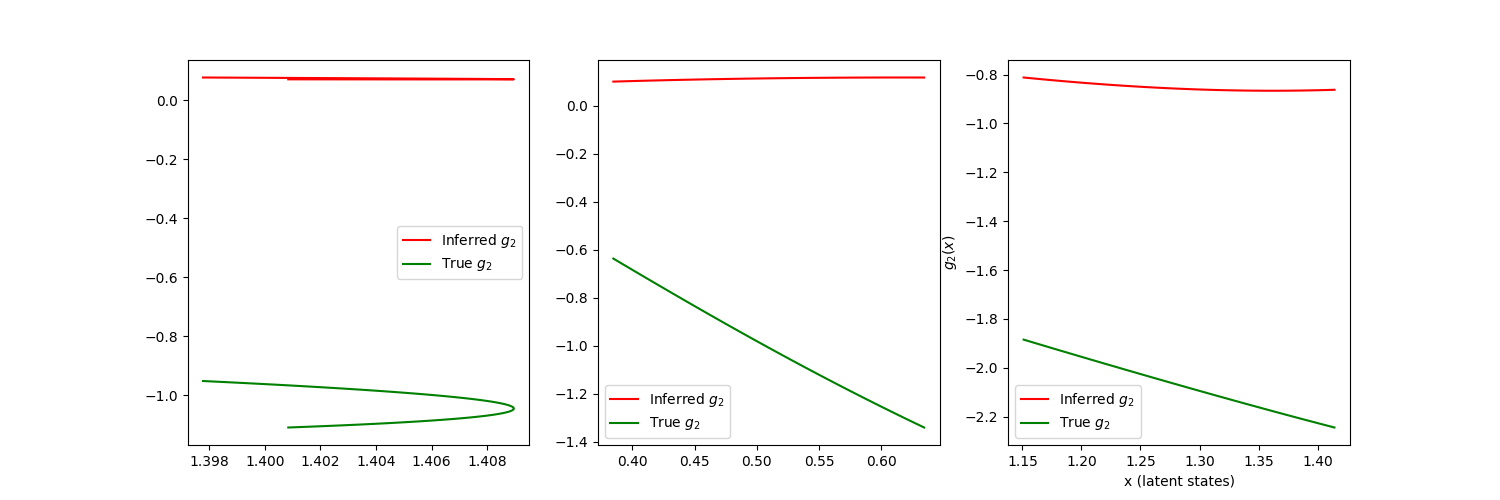 0.0
−0.2
−0.4
−0.6
−0.8
−1.0
1.398 1.400 1.402 1.404 1.406 1.408
Inferred g₂
True g₂
0.0
−0.2
−0.4
−0.6
−0.8
−1.0
−1.2
−1.4
0.40 0.45 0.50 0.55 0.60
Inferred g₂
True g₂
g₂(x)
−0.8
−1.0
−1.2
−1.4
−1.6
−1.8
−2.0
−2.2
1.15 1.20 1.25 1.30 1.35 1.40
x (latent states)
Inferred g₂
True g₂